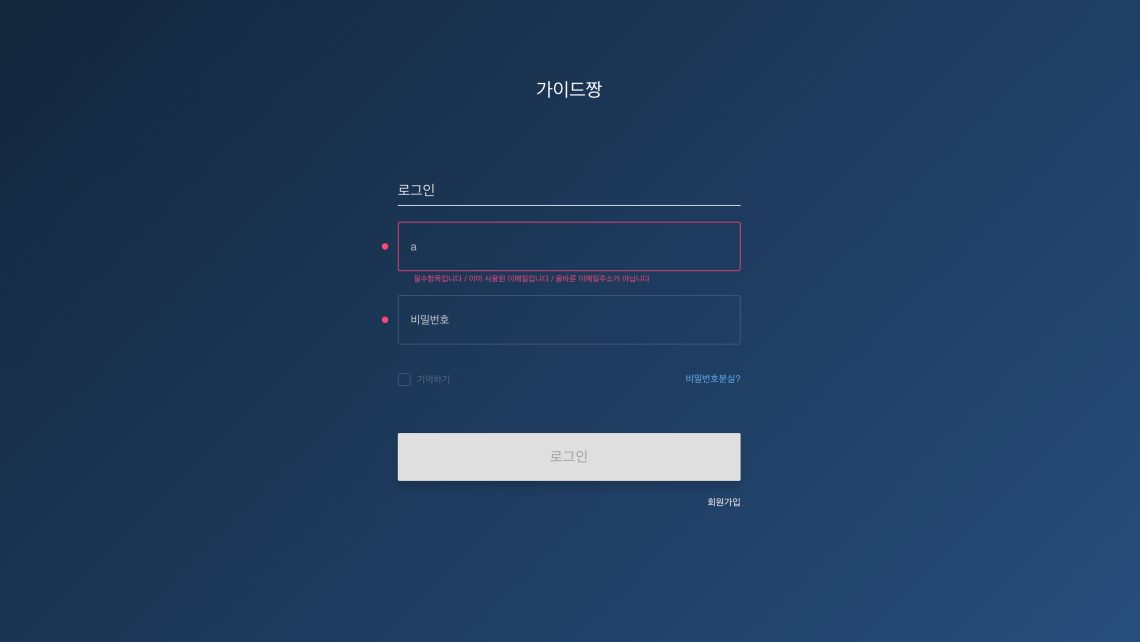 가이드짱
로그인
a
필수항목입니다 / 이미 사용된 이메일입니다 / 올바른 이메일주소가 아닙니다
비밀번호
기억하기
비밀번호분실?
로그인
회원가입